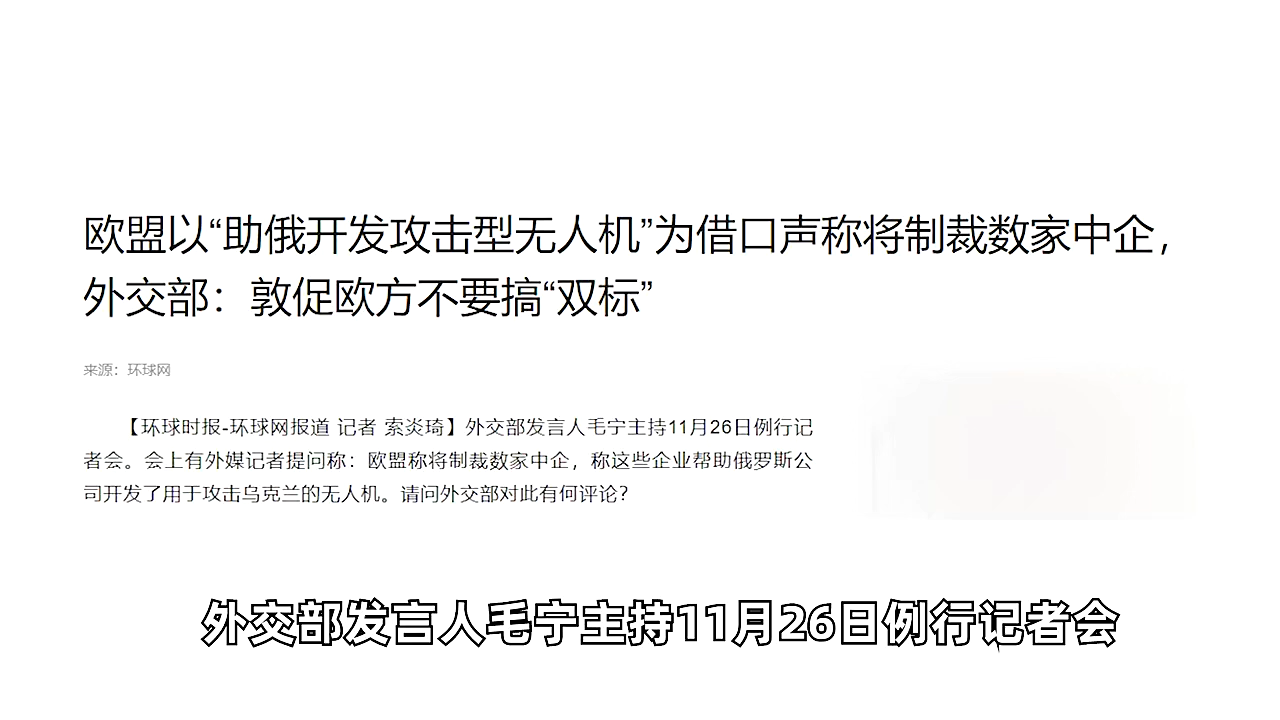 欧盟以“助俄开发攻击型无人机”为借口声称将制裁数家中企，
外交部：敦促欧方不要搞“双标”
来源：环球网
【环球时报-环球网报道 记者 索炎琦】外交部发言人毛宁主持11月26日例行记
者会。会上有外媒记者提问称：欧盟称将制裁数家中企，称这些企业帮助俄罗斯公
司开发了用于攻击乌克兰的无人机。请问外交部对此有何评论？
外交部发言人毛宁主持11月26日例行记者会